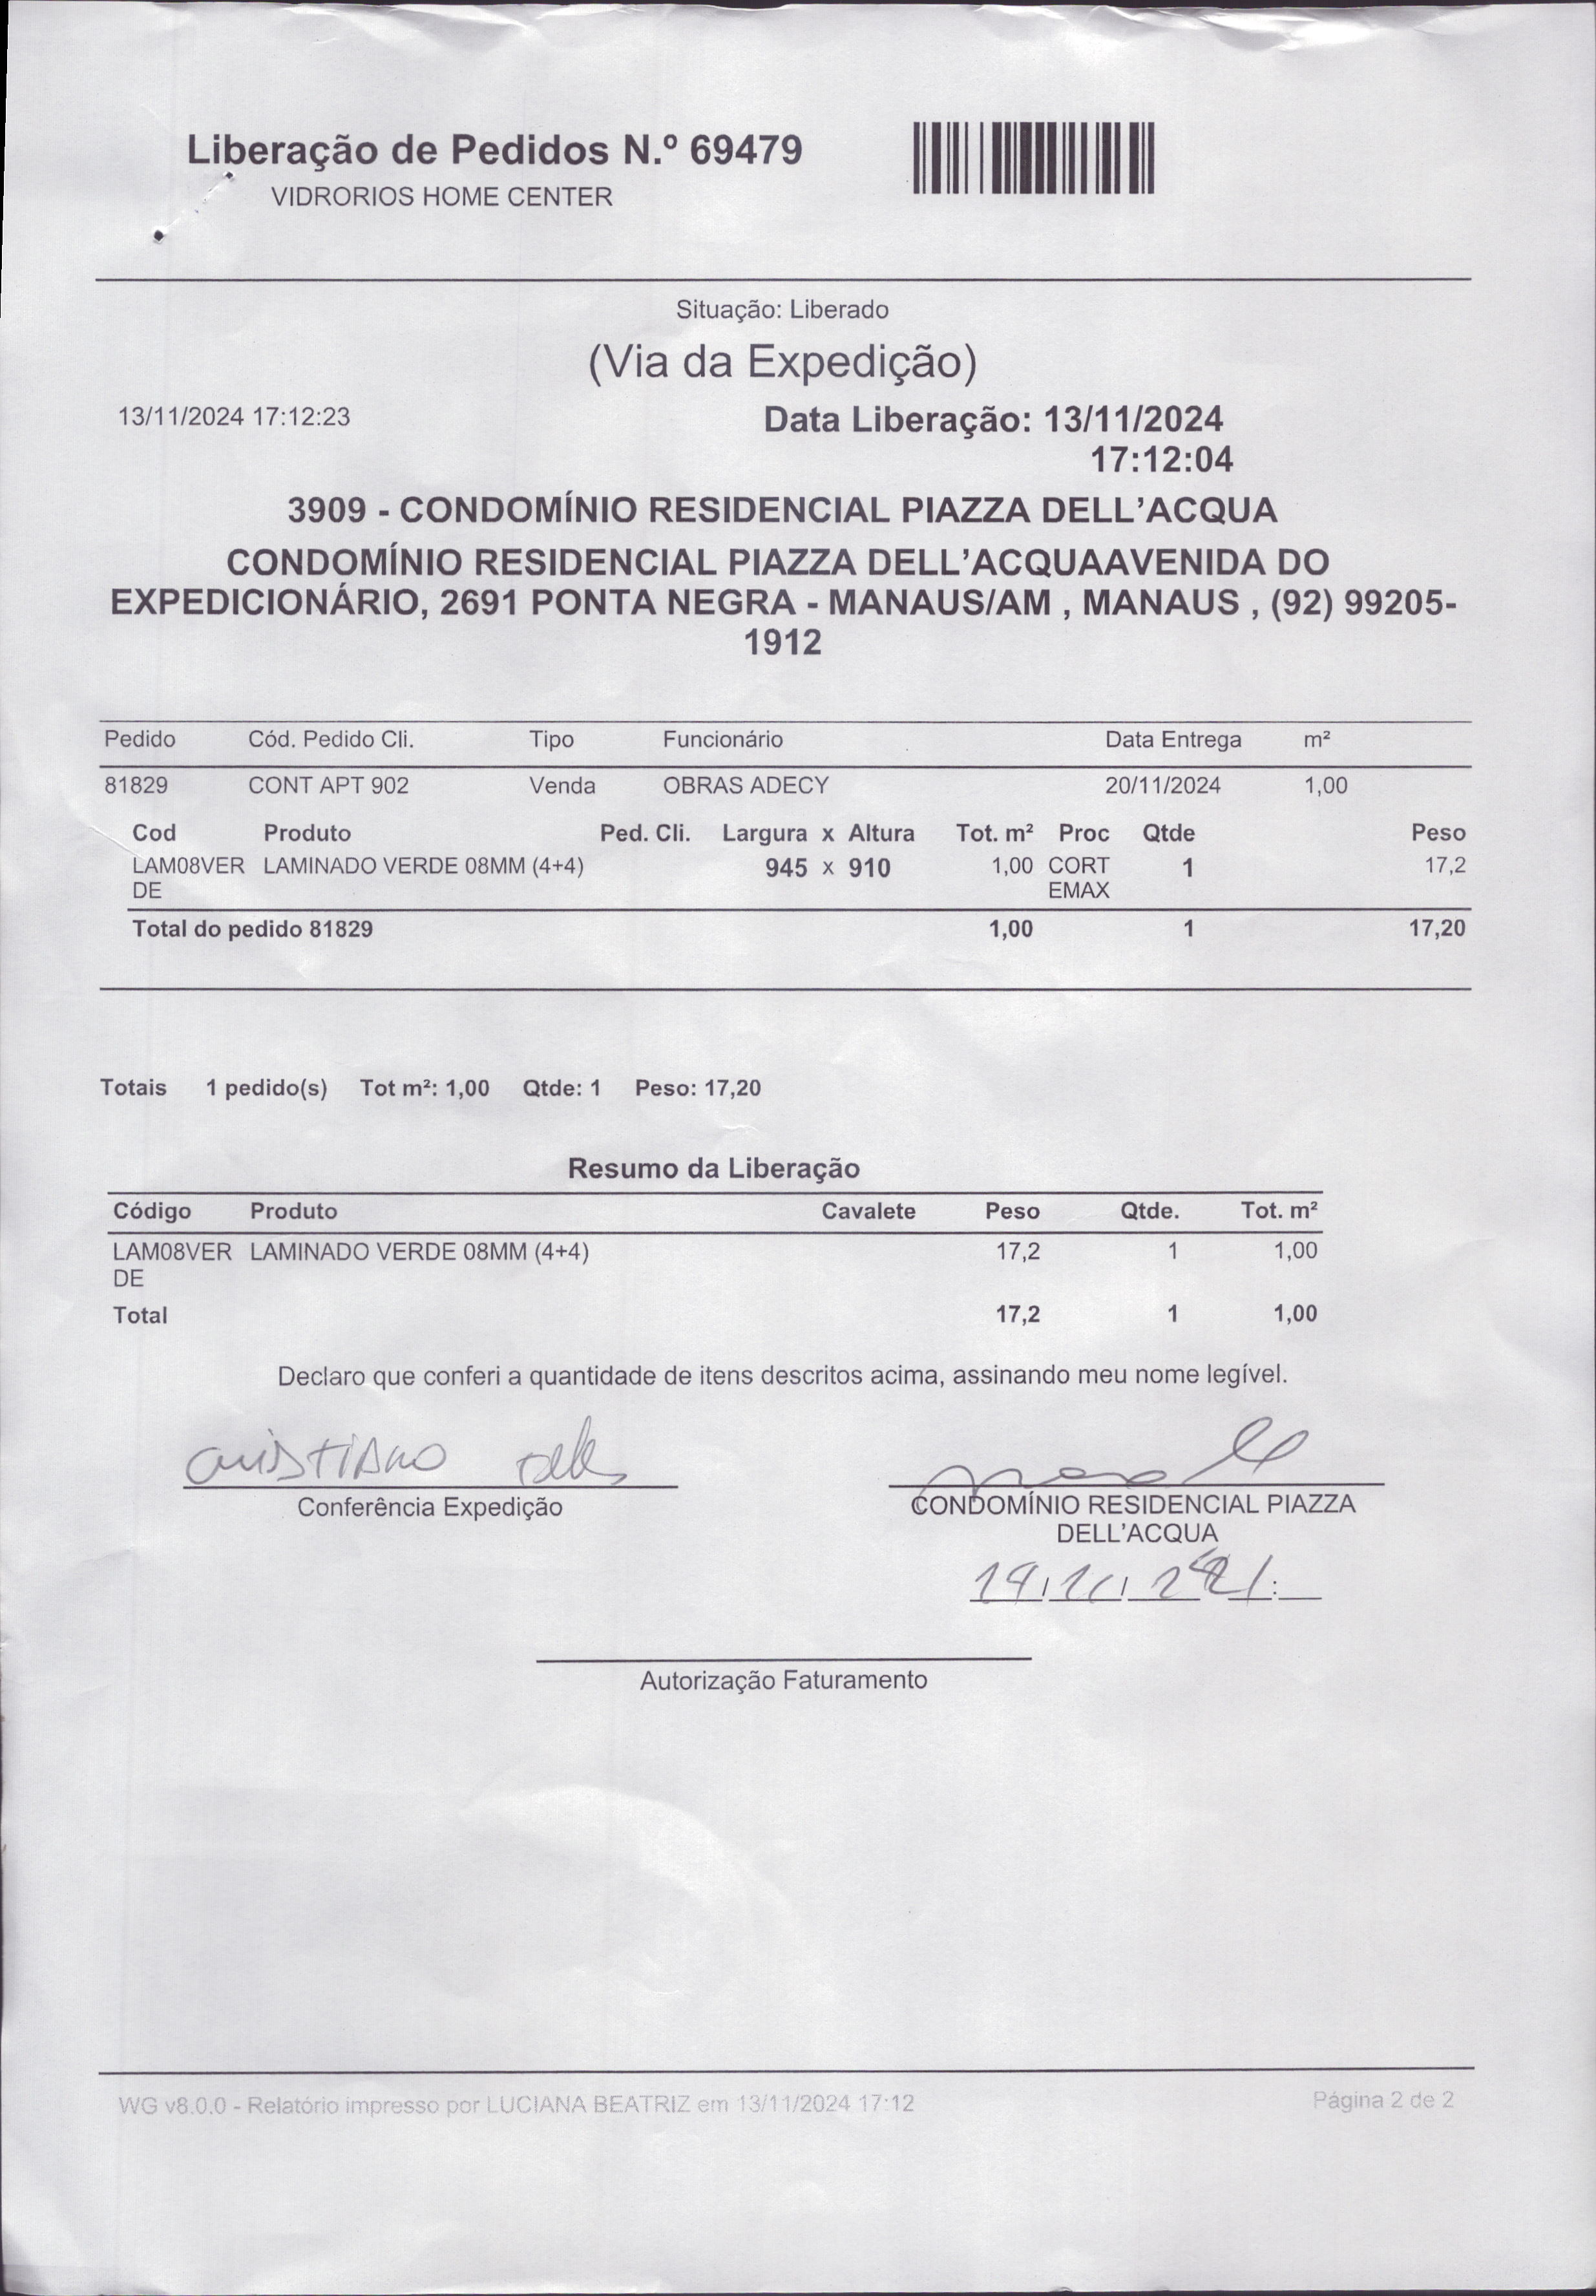 Liberação de Pedidos N.º 69479
VIDRORIOS HOME CENTER
Situação: Liberado
(Via da Expedição)
13/11/2024 17:12:23
Data Liberação: 13/11/2024
17:12:04
3909 - CONDOMÍNIO RESIDENCIAL PIAZZA DELL'ACQUA
CONDOMÍNIO RESIDENCIAL PIAZZA DELL'ACQUAAVENIDA DO
EXPEDICIONÁRIO, 2691 PONTA NEGRA - MANAUS/AM , MANAUS , (92) 99205-
1912
Pedido Cód. Pedido Cli. Tipo Funcionário Data Entrega m²
81829 CONT APT 902 Venda OBRAS ADECY 20/11/2024 1,00
Cod Produto Ped. Cli. Largura x Altura Tot. m² Proc Qtde Peso
LAM08VER LAMINADO VERDE 08MM (4+4) 945 x 910 1,00 CORT 1 17,2
DE EMAX
Total do pedido 81829 1,00 1 17,20
Totais 1 pedido(s) Tot m²: 1,00 Qtde: 1 Peso: 17,20
Resumo da Liberação
Código Produto Cavalete Peso Qtde. Tot. m²
LAM08VER LAMINADO VERDE 08MM (4+4) 17,2 1 1,00
DE
Total 17,2 1 1,00
Declaro que conferi a quantidade de itens descritos acima, assinando meu nome legível.
CRISTIANO
Conferência Expedição
CONDOMÍNIO RESIDENCIAL PIAZZA
DELL'ACQUA
Autorização Faturamento
WG v8.0.0 - Relatório impresso por LUCIANA BEATRIZ em 13/11/2024 17:12
Página 2 de 2